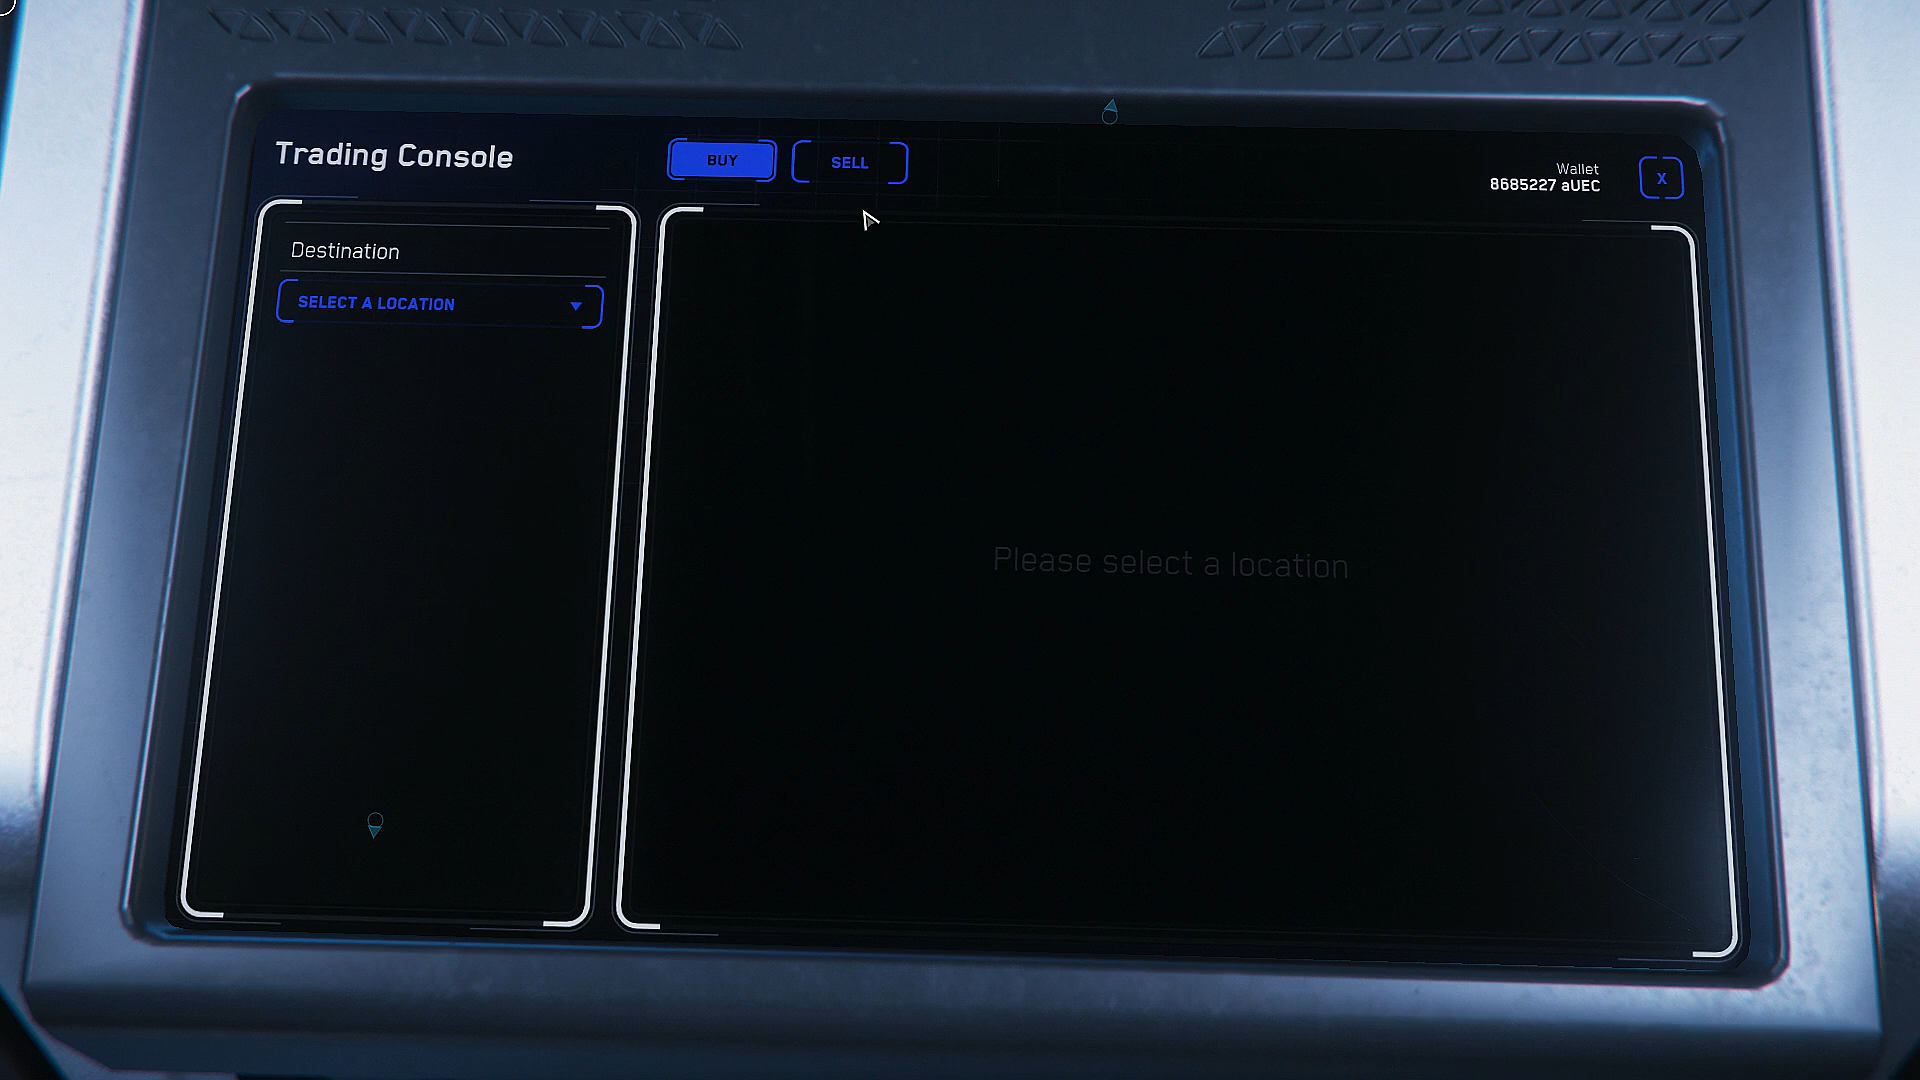 Trading Console
BUY
SELL
Wallet
8685227 aUEC
X
Destination
SELECT A LOCATION
Please select a location